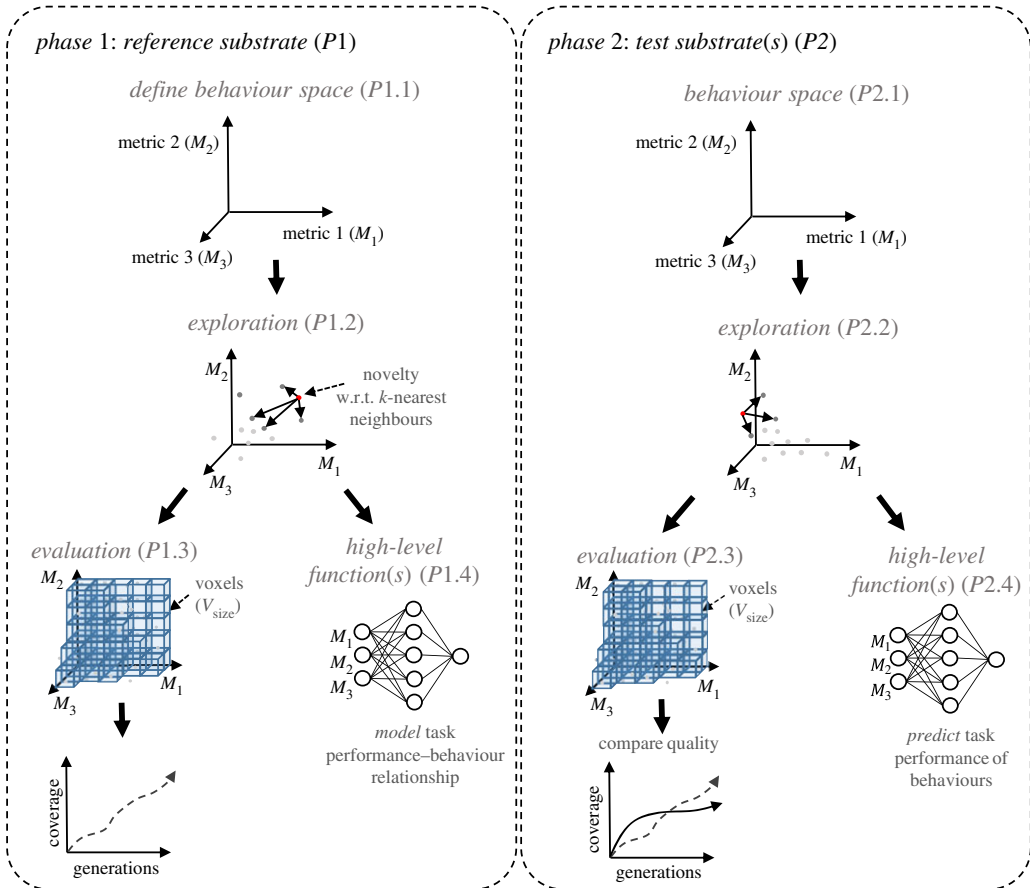 phase 1: reference substrate (P1)
define behaviour space (P1.1)
metric 2 (M2)
metric 1 (M1)
metric 3 (M3)
exploration (P1.2)
M2
novelty
w.r.t. k-nearest
neighbours
M1
M3
evaluation (P1.3)
M2
voxels
(Vsize)
M1
M3
high-level
function(s) (P1.4)
M1
M2
M3
model task
performance–behaviour
relationship
coverage
generations
phase 2: test substrate(s) (P2)
behaviour space (P2.1)
metric 2 (M2)
metric 1 (M1)
metric 3 (M3)
exploration (P2.2)
M2
M1
M3
evaluation (P2.3)
M2
voxels
(Vsize)
M1
M3
compare quality
coverage
generations
high-level
function(s) (P2.4)
M1
M2
M3
predict task
performance of
behaviours